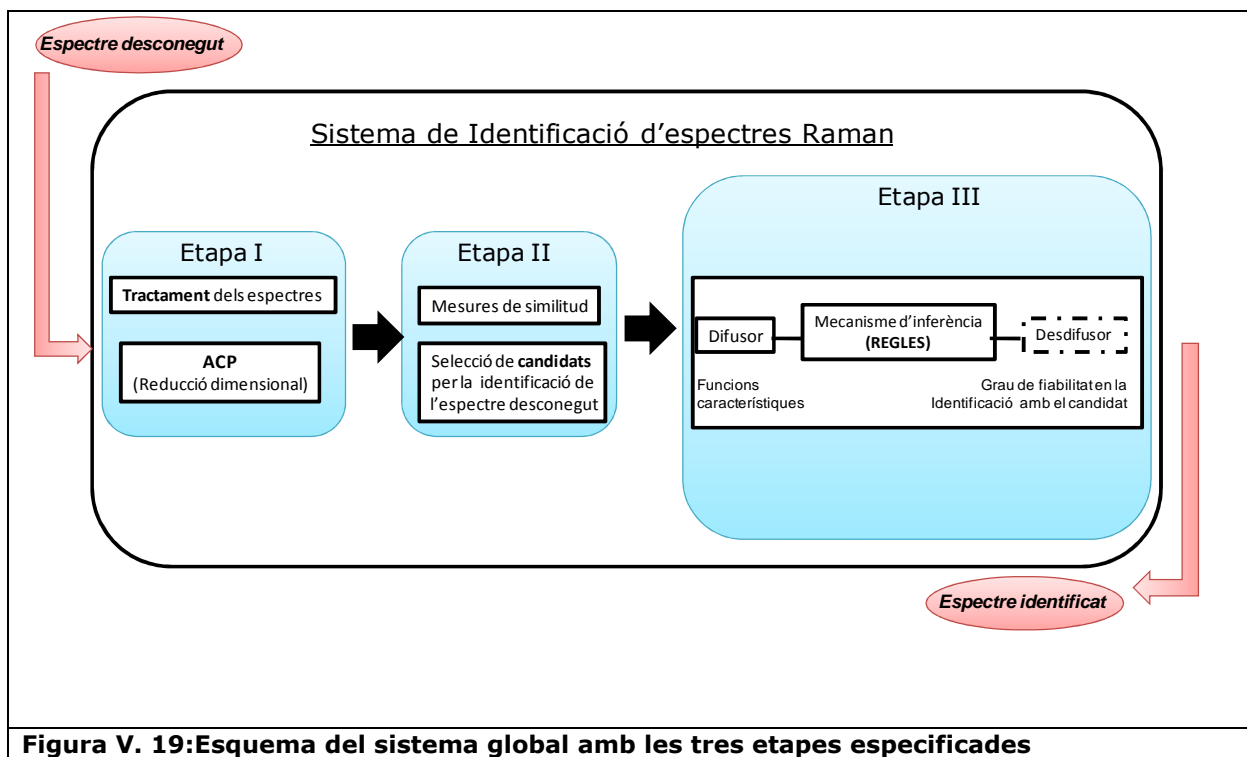 Espectre desconegut
Sistema de Identificació d'espectres Raman
Etapa I
Tractament dels espectres
ACP
(Reducció dimensional)
Etapa II
Mesures de similitud
Selecció de candidats
per la identificació de
l'espectre desconegut
Etapa III
Difusor
Mecanisme d'inferència
(REGLES)
Desdifusor
Funcions
característiques
Grau de fiabilitat en la
Identificació amb el candidat
Espectre identificat
Figura V. 19:Esquema del sistema global amb les tres etapes especificades